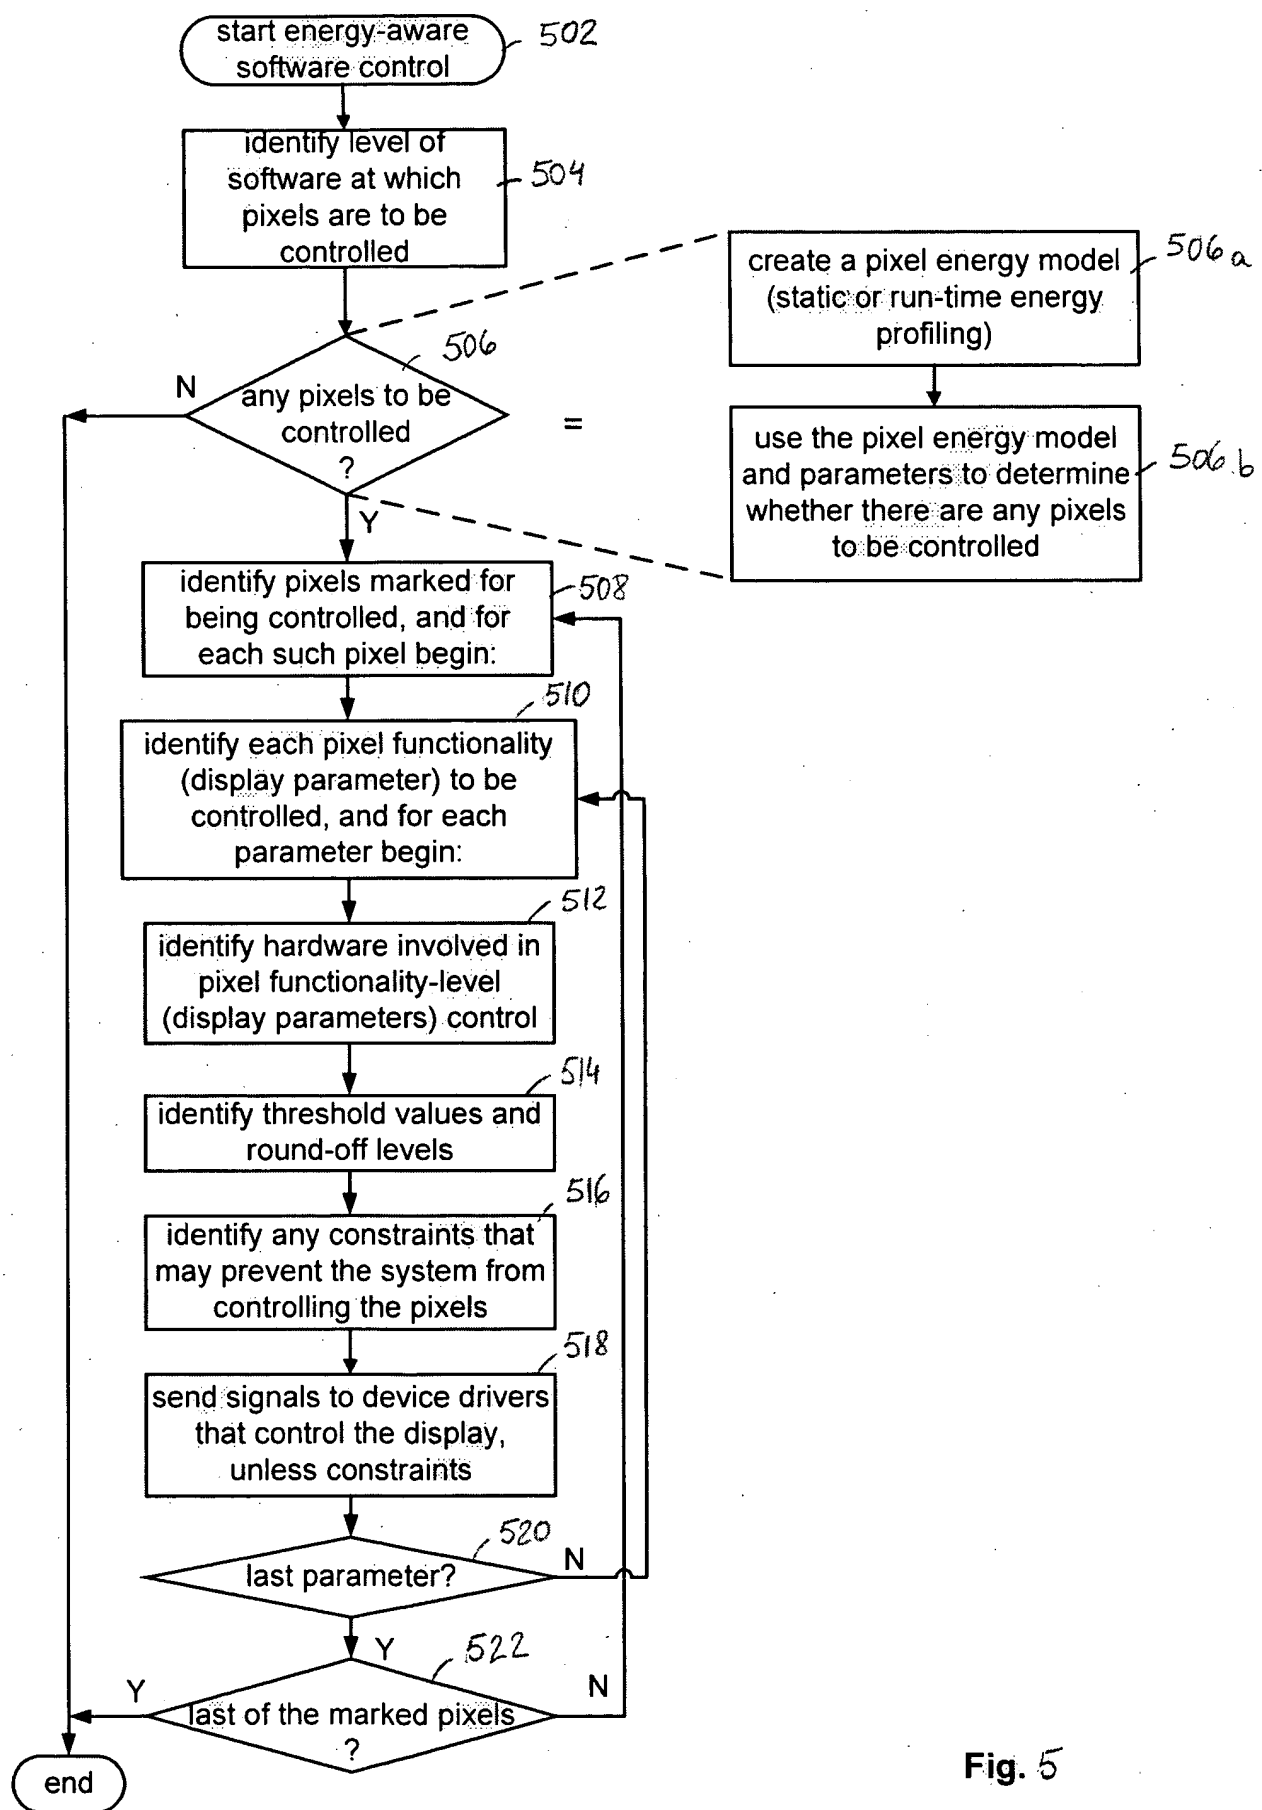 start energy-aware
software control
502
identify level of
software at which
pixels are to be
controlled
504
506
any pixels to be
controlled
?
N
Y
=
create a pixel energy model
(static or run-time energy
profiling)
506a
use the pixel energy model
and parameters to determine
whether there are any pixels
to be controlled
506b
identify pixels marked for
being controlled, and for
each such pixel begin:
508
510
identify each pixel functionality
(display parameter) to be
controlled, and for each
parameter begin:
512
identify hardware involved in
pixel functionality-level
(display parameters) control
514
identify threshold values and
round-off levels
516
identify any constraints that
may prevent the system from
controlling the pixels
518
send signals to device drivers
that control the display,
unless constraints
520
last parameter?
N
Y
522
last of the marked pixels
?
Y
N
end
Fig. 5